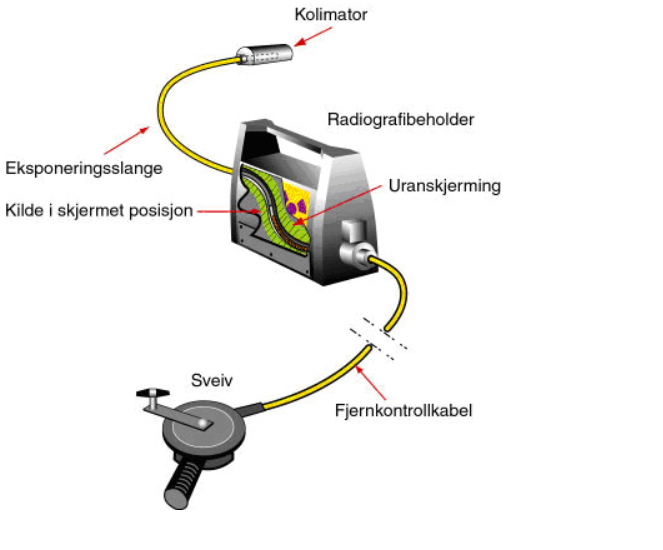 Kolimator
Radiografibeholder
Eksponeringsslange
Uranskjerming
Kilde i skjermet posisjon
Sveiv
Fjernkontrollkabel